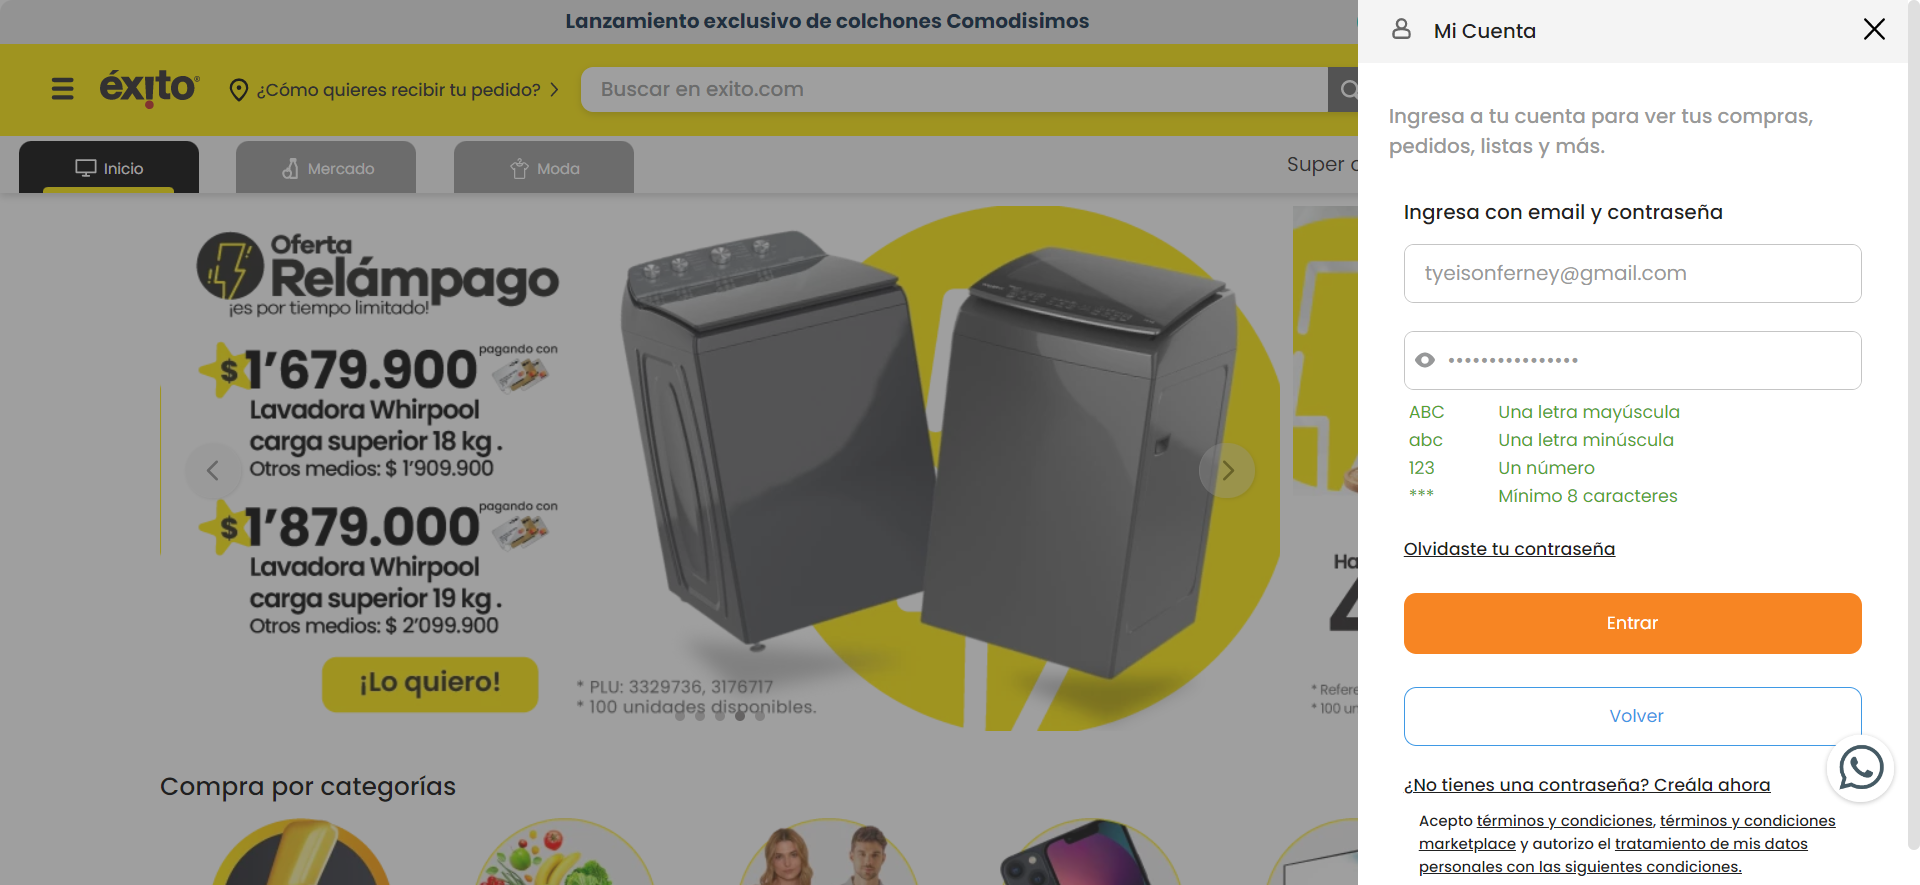 Lanzamiento exclusivo de colchones Comodisimos
éxito
¿Cómo quieres recibir tu pedido?
Buscar en exito.com
Inicio
Mercado
Moda
Super
Oferta
Relámpago
¡es por tiempo limitado!
$ 1'679.900 pagando con
Lavadora Whirpool
carga superior 18 kg.
Otros medios: $ 1'909.900
$ 1'879.000 pagando con
Lavadora Whirpool
carga superior 19 kg.
Otros medios: $ 2'099.900
¡Lo quiero!
* PLU: 3329736, 3176717
* 100 unidades disponibles.
Ha
4
* Refere
* 100 un
Compra por categorías
Mi Cuenta
Ingresa a tu cuenta para ver tus compras,
pedidos, listas y más.
Ingresa con email y contraseña
tyeisonferney@gmail.com
••••••••••••••••
ABC Una letra mayúscula
abc Una letra minúscula
123 Un número
*** Mínimo 8 caracteres
Olvidaste tu contraseña
Entrar
Volver
¿No tienes una contraseña? Creála ahora
Acepto términos y condiciones, términos y condiciones
marketplace y autorizo el tratamiento de mis datos
personales con las siguientes condiciones.